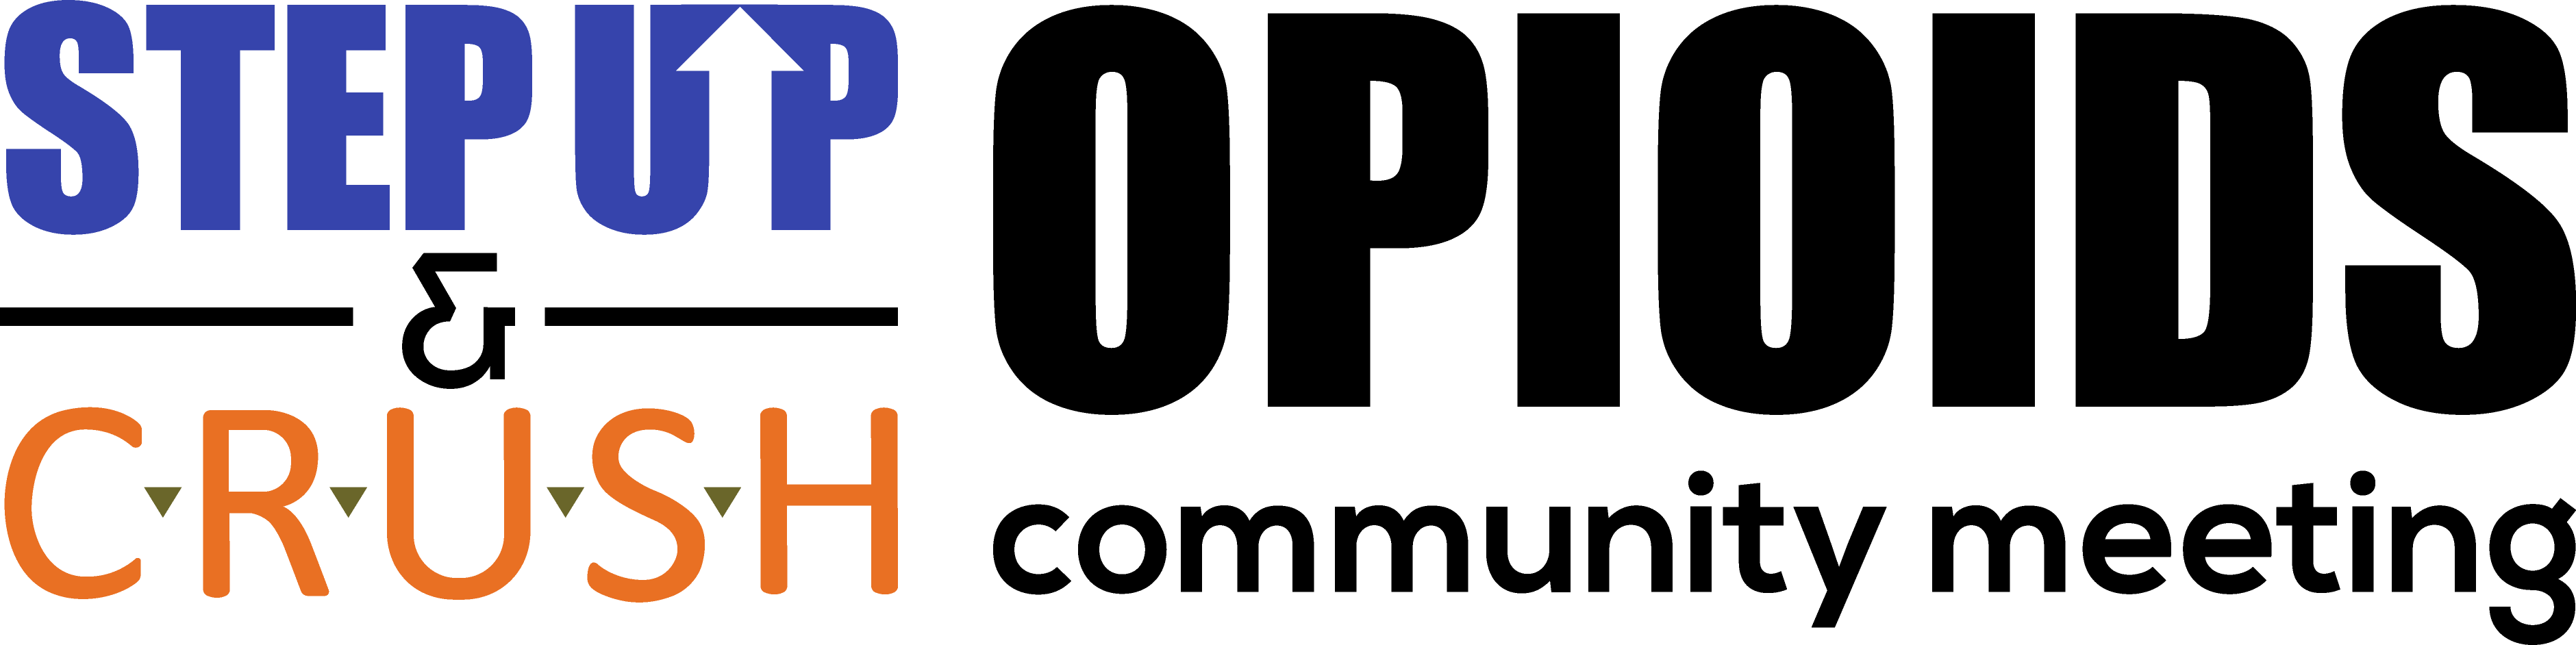 STEP UP
&
C R U S H
OPIOIDS
community meeting